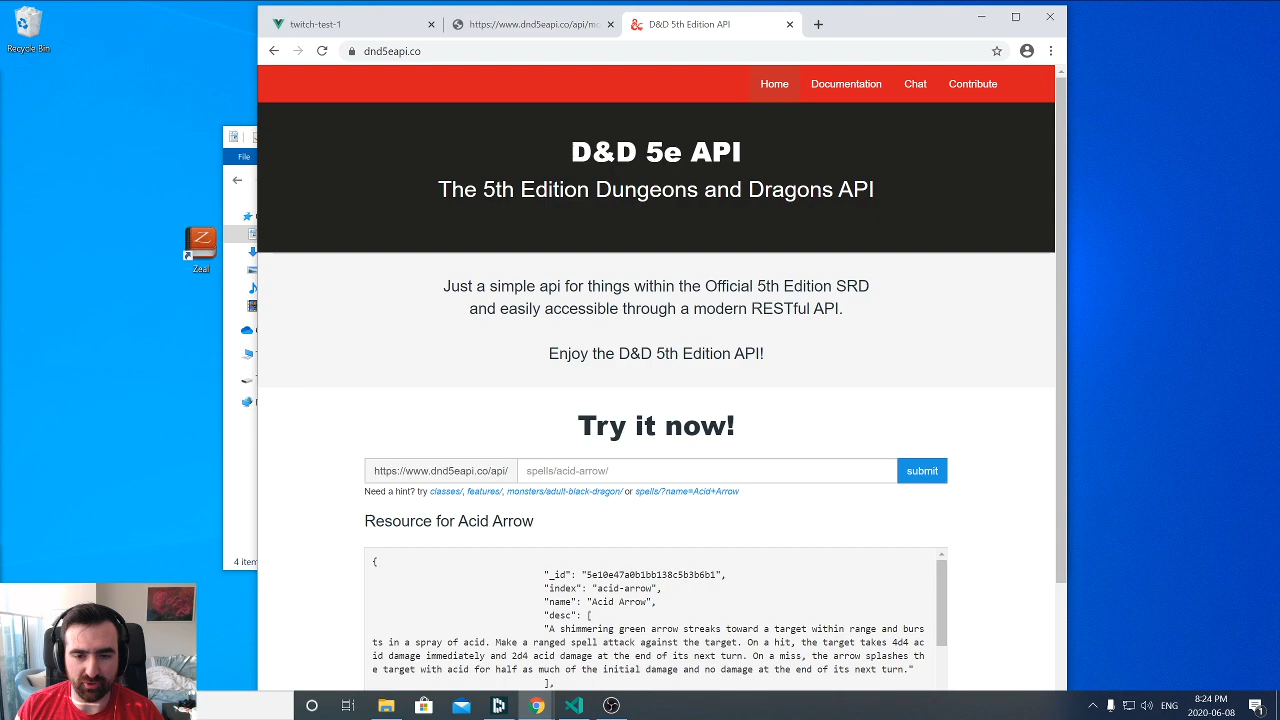 Recycle Bin
twitch-test-1
https://www.dnd5eapi.co/api/mo
D&D 5th Edition API
dnd5eapi.co
Home
Documentation
Chat
Contribute
D&D 5e API
The 5th Edition Dungeons and Dragons API
File
Zeal
Just a simple api for things within the Official 5th Edition SRD
and easily accessible through a modern RESTful API.
Enjoy the D&D 5th Edition API!
Try it now!
https://www.dnd5eapi.co/api/
spells/acid-arrow/
submit
Need a hint? try classes/, features/, monsters/adult-black-dragon/ or spells/?name=Acid+Arrow
Resource for Acid Arrow
4 item
{
"_id": "5e10e47a0b1bb138c5b3b6b1",
"index": "acid-arrow",
"name": "Acid Arrow",
"desc": [
"A shimmering green arrow streaks toward a target within range and burs
ts in a spray of acid. Make a ranged spell attack against the target. On a hit, the target takes 4d4 ac
id damage immediately and 2d4 acid damage at the end of its next turn. On a miss, the arrow splashes th
e target with acid for half as much of the initial damage and no damage at the end of its next turn."
],
ENG
8:24 PM
2020-06-08